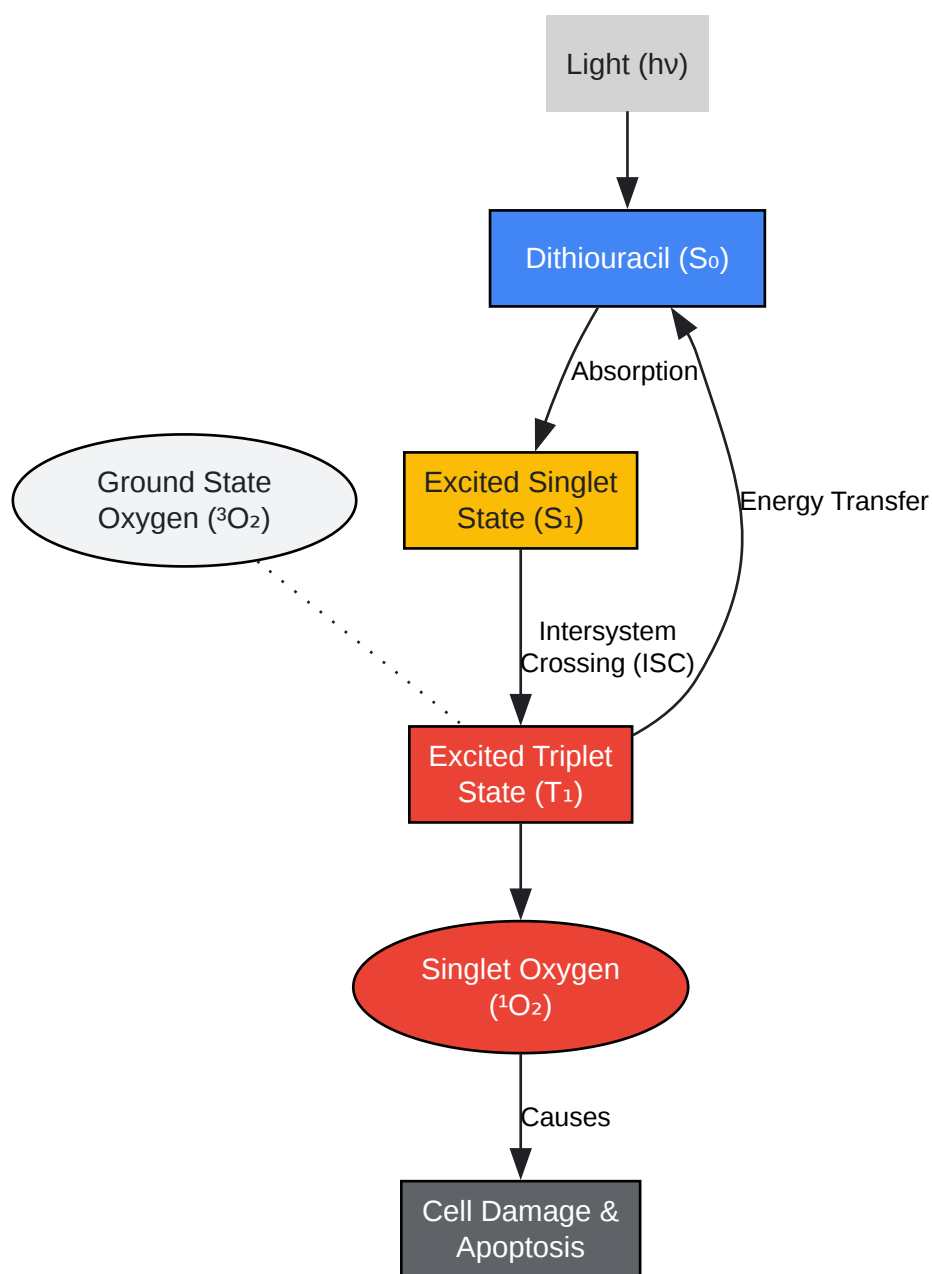 Light (hν)
Dithiouracil (S₀)
Absorption
Ground State
Oxygen (³O₂)
Excited Singlet
State (S₁)
Energy Transfer
Intersystem
Crossing (ISC)
Excited Triplet
State (T₁)
Singlet Oxygen
(¹O₂)
Causes
Cell Damage &
Apoptosis